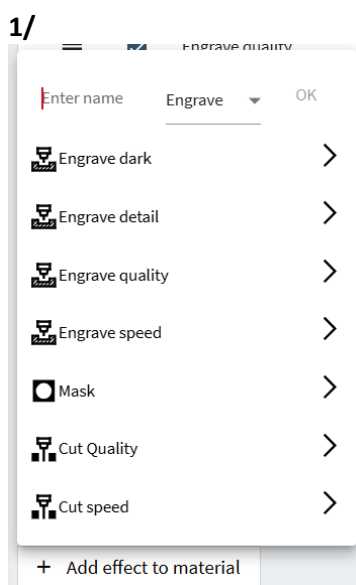 1/
Engrave quality
Enter name Engrave OK
Engrave dark
Engrave detail
Engrave quality
Engrave speed
Mask
Cut Quality
Cut speed
+ Add effect to material